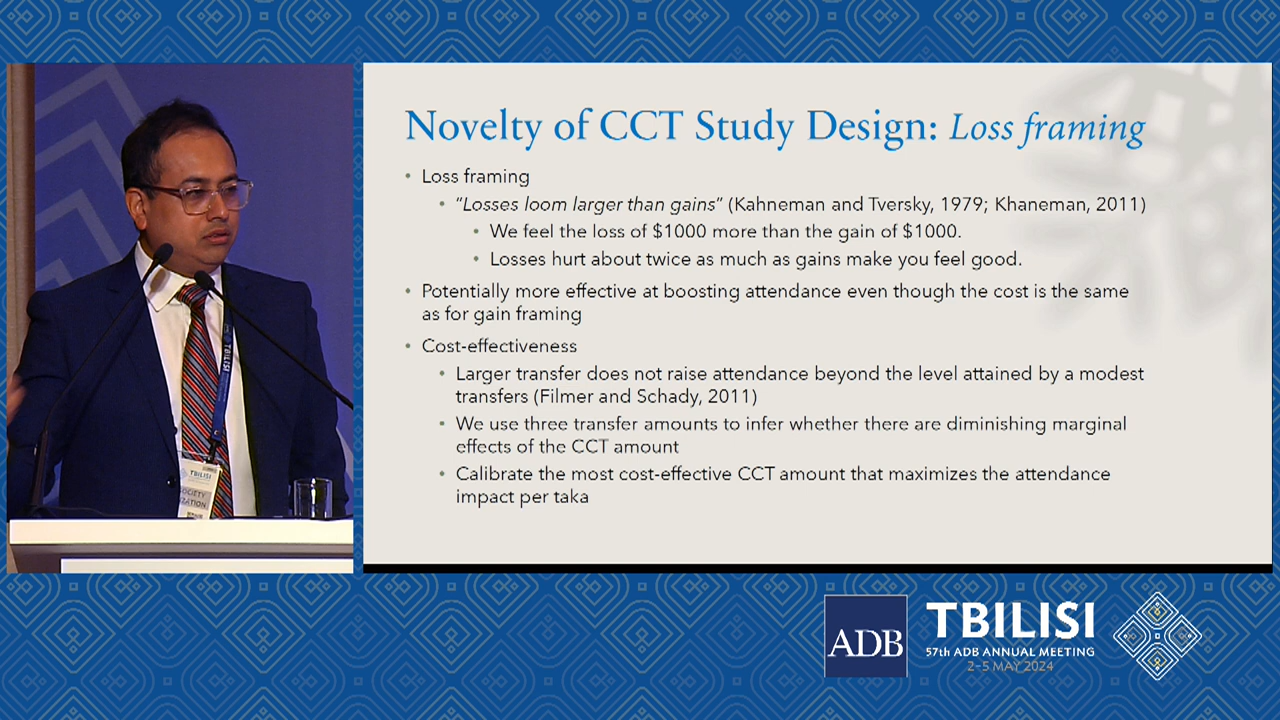 Novelty of CCT Study Design: Loss framing
• Loss framing
• "Losses loom larger than gains" (Kahneman and Tversky, 1979; Khaneman, 2011)
• We feel the loss of $1000 more than the gain of $1000.
• Losses hurt about twice as much as gains make you feel good.
• Potentially more effective at boosting attendance even though the cost is the same
as for gain framing
• Cost-effectiveness
• Larger transfer does not raise attendance beyond the level attained by a modest
transfers (Filmer and Schady, 2011)
• We use three transfer amounts to infer whether there are diminishing marginal
effects of the CCT amount
• Calibrate the most cost-effective CCT amount that maximizes the attendance
impact per taka
TBILISI
TBILISI
ADB
TBILISI
57th ADB ANNUAL MEETING
2–5 MAY 2024